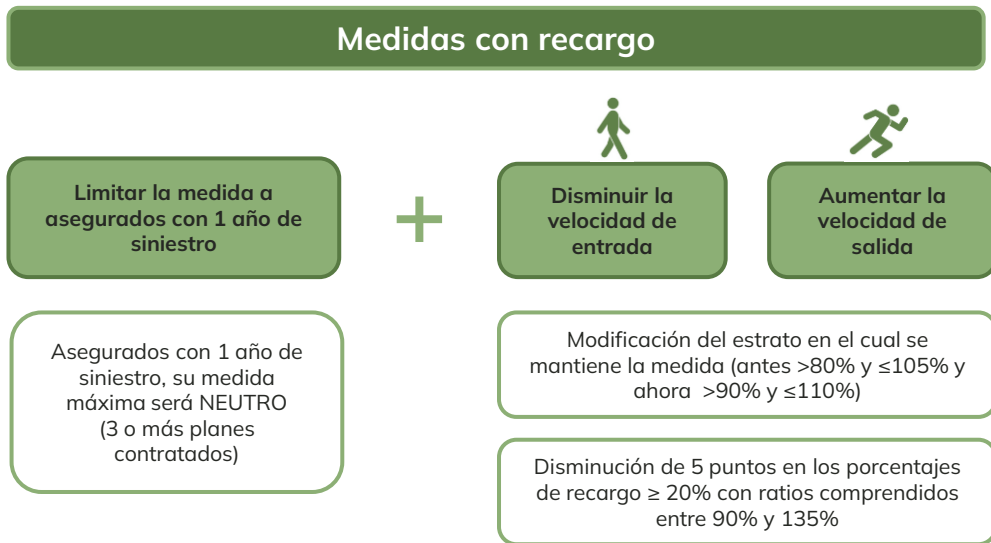 Medidas con recargo
Limitar la medida a
asegurados con 1 año de
siniestro
+
Disminuir la
velocidad de
entrada
Aumentar la
velocidad de
salida
Asegurados con 1 año de
siniestro, su medida
máxima será NEUTRO
(3 o más planes
contratados)
Modificación del estrato en el cual se
mantiene la medida (antes >80% y ≤105% y
ahora >90% y ≤110%)
Disminución de 5 puntos en los porcentajes
de recargo ≥ 20% con ratios comprendidos
entre 90% y 135%